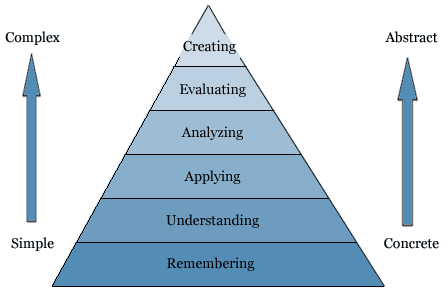 Complex
Abstract
Creating
Evaluating
Analyzing
Applying
Understanding
Simple
Concrete
Remembering